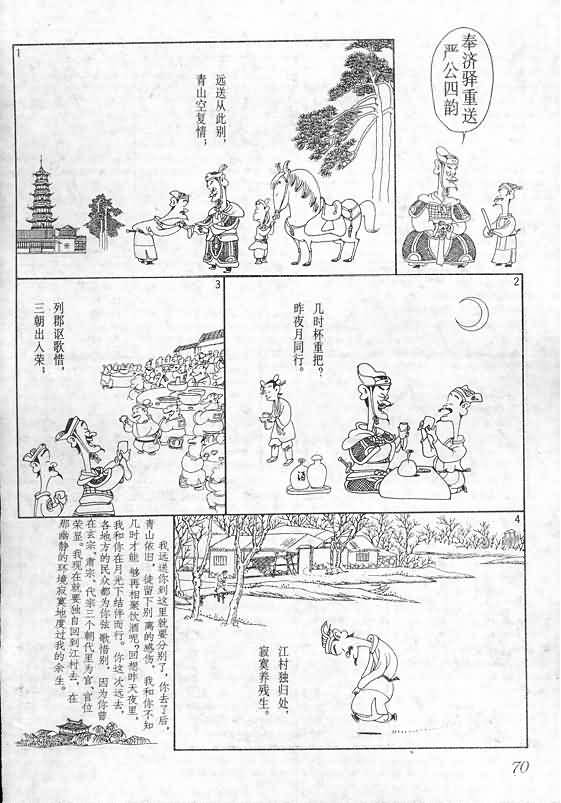 奉济驿重送
严公四韵
1
远送从此别，
青山空复情；
2
几时杯重把？
昨夜月同行。
酒
3
列郡讴歌惜，
三朝出入荣；
4
江村独归处，
寂寞养残生。
我远送你到这里就要分别了，你去了后，
青山依旧，徒留下别离的感伤，我和你不知
几时才能够再相聚饮酒呢？回想昨天夜里，
我和你在月光下结伴而行。你这次远去，
各地方的民众都为你弦歌惜别，因为你曾
在玄宗、肃宗、代宗三个朝代里为官，官位
荣显。我现在就要独自回到江村去，在
那幽静的环境寂寞地度过我的余生。
70